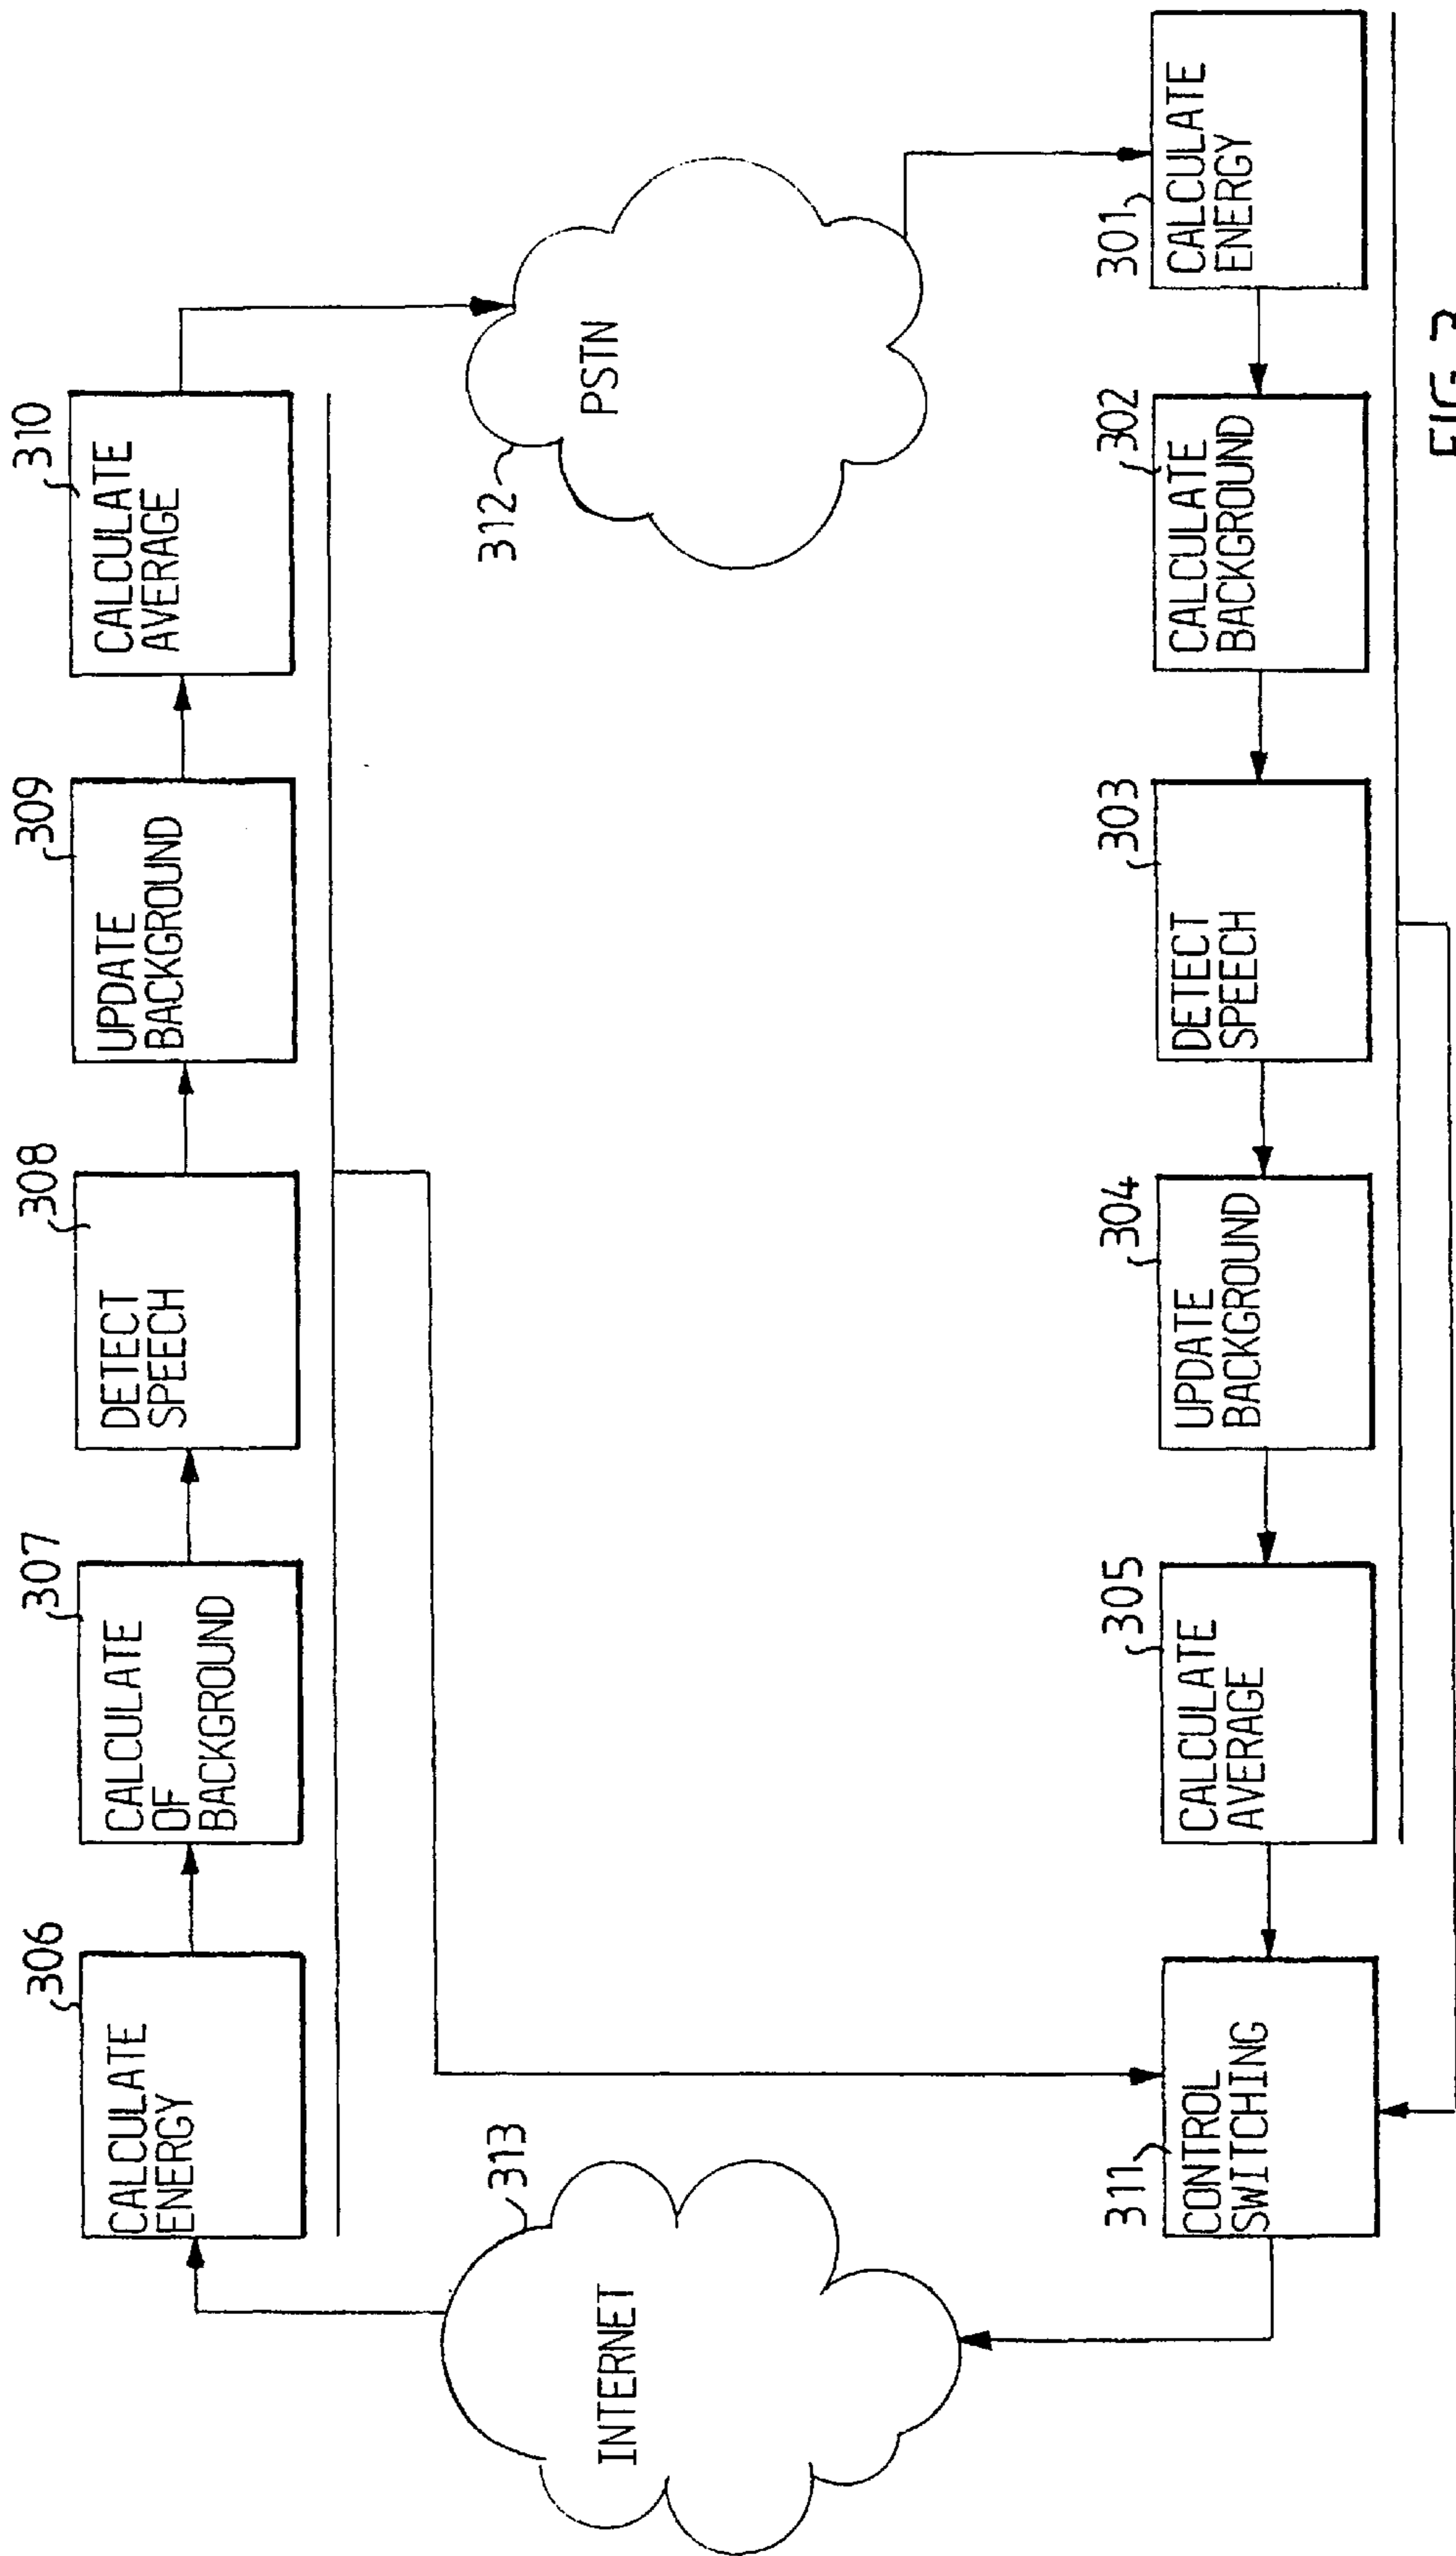 306
CALCULATE
ENERGY
307
CALCULATE
OF
BACKGROUND
308
DETECT
SPEECH
309
UPDATE
BACKGROUND
310
CALCULATE
AVERAGE
313
INTERNET
312
PSTN
311
CONTROL
SWITCHING
305
CALCULATE
AVERAGE
304
UPDATE
BACKGROUND
303
DETECT
SPEECH
302
CALCULATE
BACKGROUND
301
CALCULATE
ENERGY